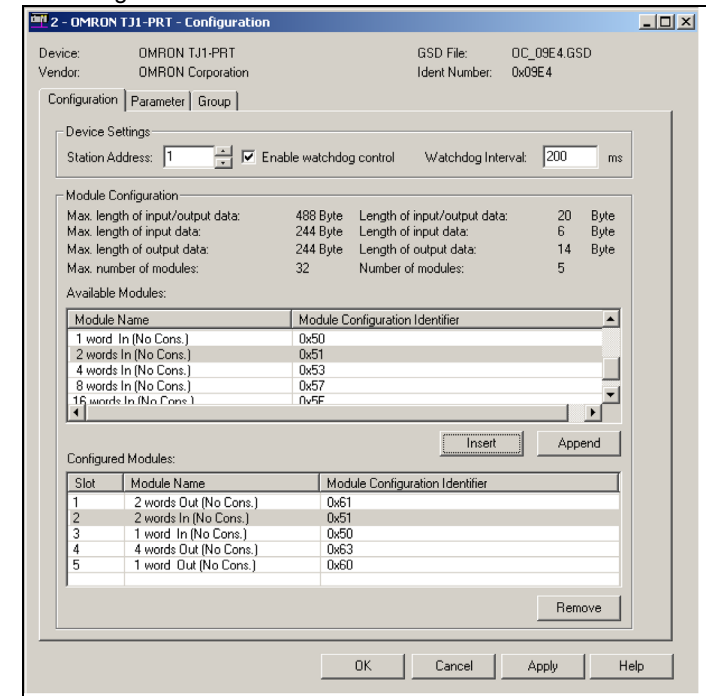 2 - OMRON TJ1-PRT - Configuration
Device: OMRON TJ1-PRT GSD File: OC_09E4.GSD
Vendor: OMRON Corporation Ident Number: 0x09E4
Configuration Parameter Group
Device Settings
Station Address: 1 Enable watchdog control Watchdog Interval: 200 ms
Module Configuration
Max. length of input/output data: 488 Byte Length of input/output data: 20 Byte
Max. length of input data: 244 Byte Length of input data: 6 Byte
Max. length of output data: 244 Byte Length of output data: 14 Byte
Max. number of modules: 32 Number of modules: 5
Available Modules:
Module Name Module Configuration Identifier
1 word In (No Cons.) 0x50
2 words In (No Cons.) 0x51
4 words In (No Cons.) 0x53
8 words In (No Cons.) 0x57
16 words In (No Cons.) 0x5F
Insert Append
Configured Modules:
Slot Module Name Module Configuration Identifier
1 2 words Out (No Cons.) 0x61
2 2 words In (No Cons.) 0x51
3 1 word In (No Cons.) 0x50
4 4 words Out (No Cons.) 0x63
5 1 word Out (No Cons.) 0x60
Remove
OK Cancel Apply Help